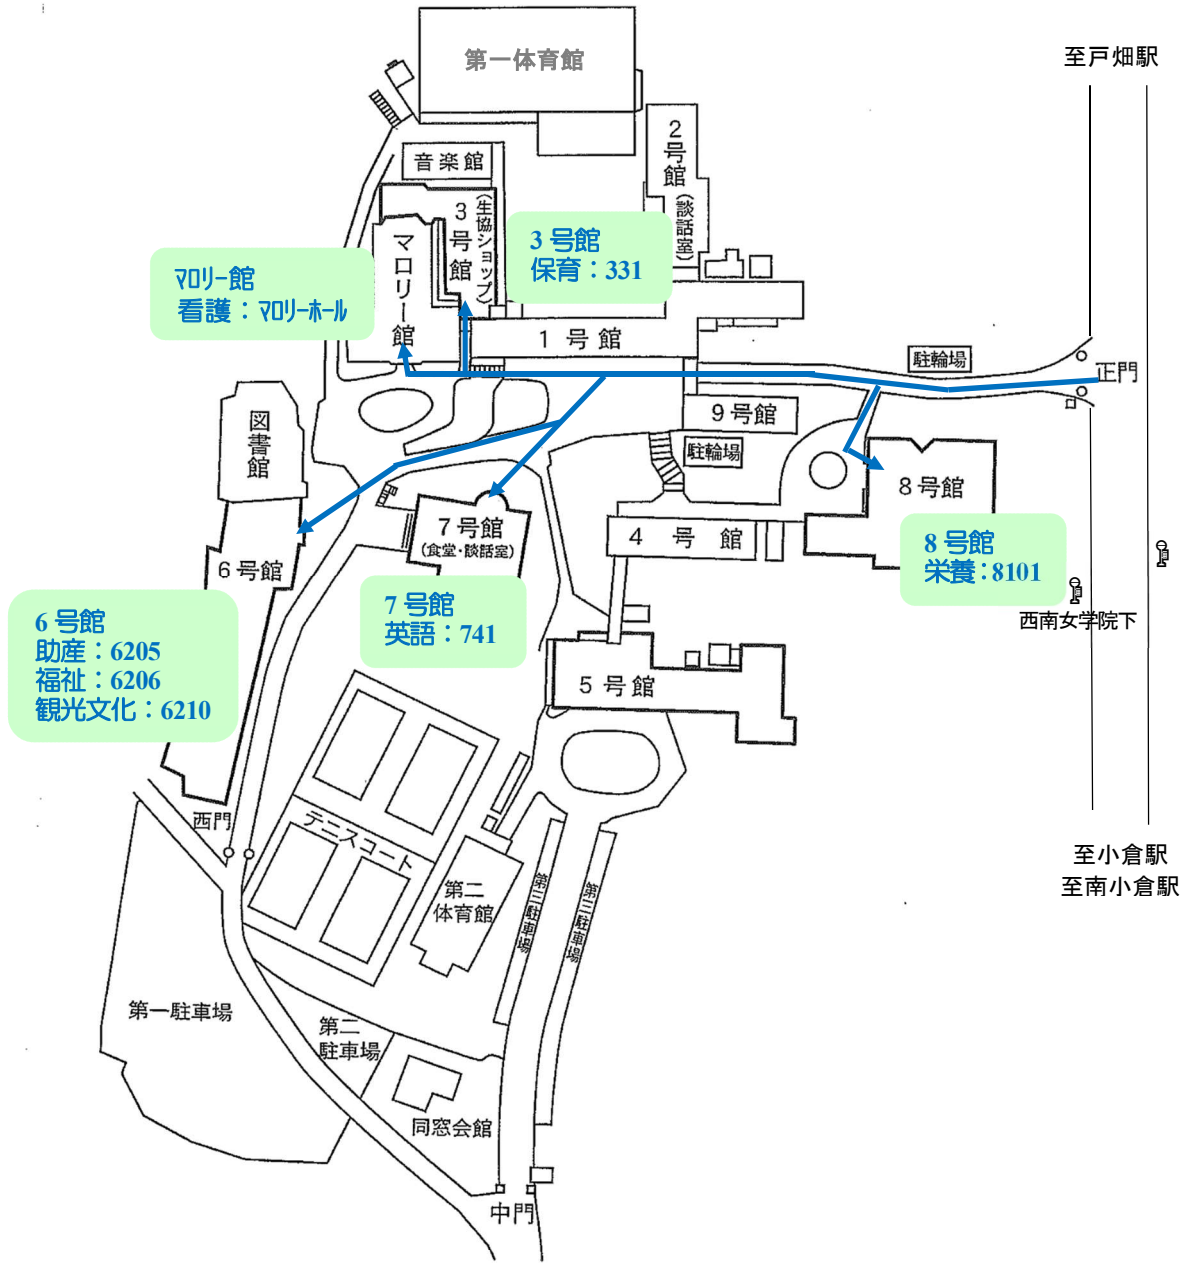 第一体育館
至戸畑駅
2号館(談話室)
音楽館
3号館(生協ショップ)
3 号館
保育：331
マロリー館
マロリー館
看護：マロリーホール
1号館
駐輪場
正門
図書館
9号館
駐輪場
8号館
7号館
(食堂・談話室)
4号館
8 号館
栄養：8101
6号館
6 号館
助産：6205
福祉：6206
観光文化：6210
7 号館
英語：741
西南女学院下
5号館
西門
テニスコート
至小倉駅
至南小倉駅
第二
体育館
第三駐車場
第三駐車場
第一駐車場
第二
駐車場
同窓会館
中門